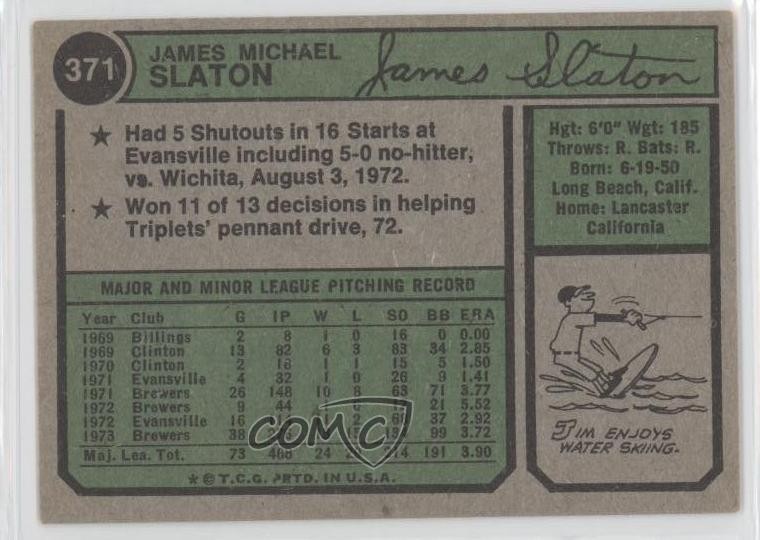 371
JAMES MICHAEL
SLATON
James Slaton
★ Had 5 Shutouts in 16 Starts at
Evansville including 5-0 no-hitter,
vs. Wichita, August 3, 1972.
★ Won 11 of 13 decisions in helping
Triplets' pennant drive, 72.
Hgt: 6'0" Wgt: 185
Throws: R. Bats: R.
Born: 6-19-50
Long Beach, Calif.
Home: Lancaster
California
MAJOR AND MINOR LEAGUE PITCHING RECORD
Year Club G IP W L SO BB ERA
1969 Billings 2 8 1 0 16 0 0.00
1969 Clinton 13 82 6 3 83 34 2.85
1970 Clinton 2 18 1 1 15 5 1.50
1971 Evansville 4 32 1 0 26 9 1.41
1971 Brewers 26 148 10 8 63 71 3.77
1972 Brewers 9 44 21 5.52
1972 Evansville 16 2 60 37 2.92
1973 Brewers 38 99 3.72
Maj. Lea. Tot. 73 468 24 214 191 3.90
★ © T.C.G. PRTD. IN U.S.A.
JIM ENJOYS
WATER SKIING.
COMC